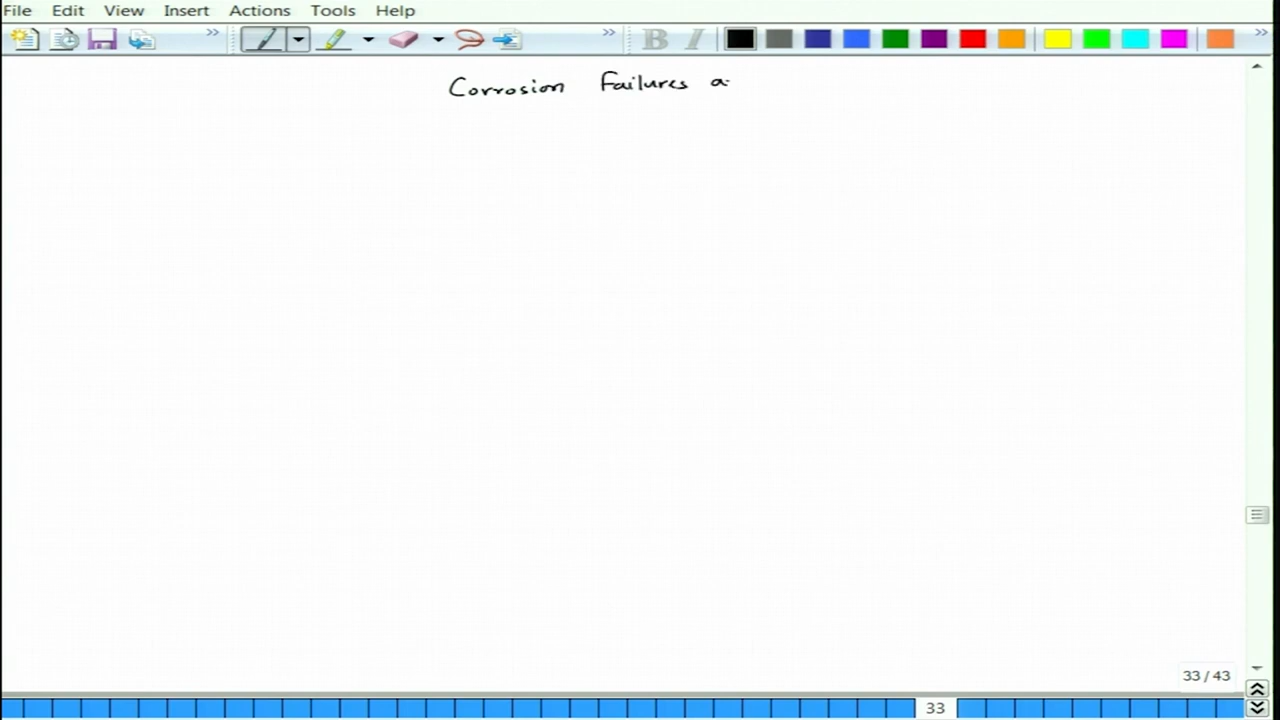 File Edit View Insert Actions Tools Help
B I
Corrosion Failures a
33 / 43
33